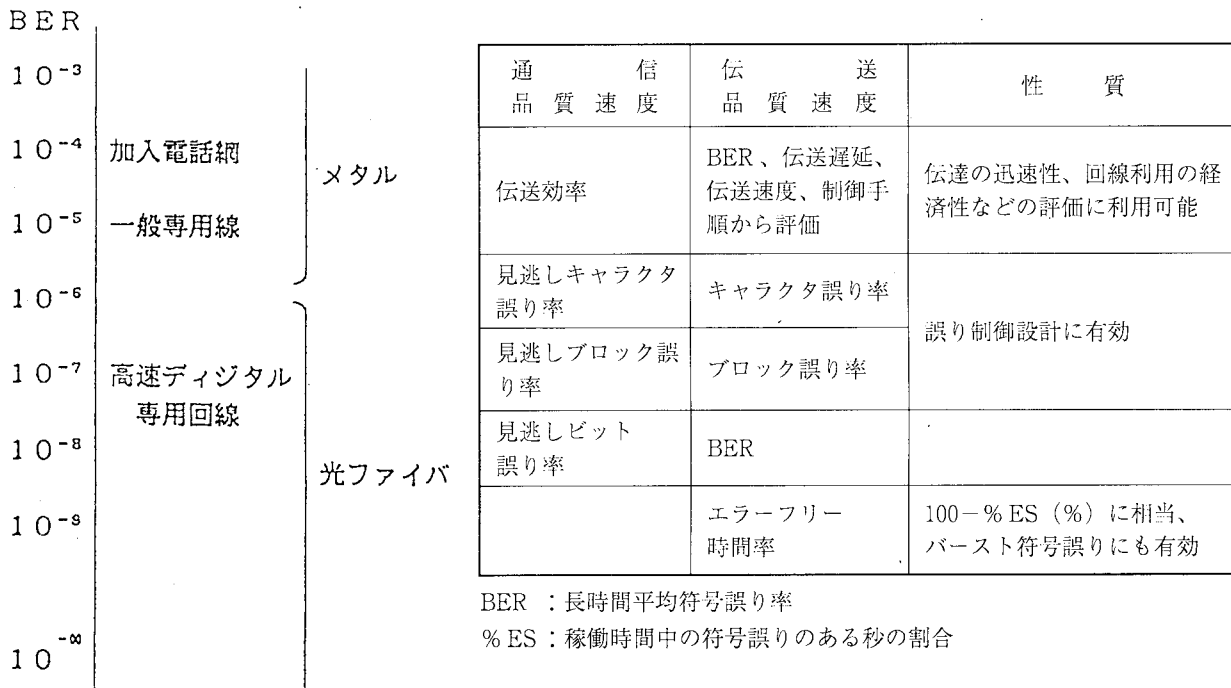 BER
10⁻³
10⁻⁴
10⁻⁵
10⁻⁶
10⁻⁷
10⁻⁸
10⁻⁹
10⁻∞
加入電話網
一般専用線
高速ディジタル
専用回線
メタル
光ファイバ
通信
品質速度
伝送
品質速度
性質
伝送効率
BER、伝送遅延、
伝送速度、制御手
順から評価
伝達の迅速性、回線利用の経
済性などの評価に利用可能
見逃しキャラクタ
誤り率
キャラクタ誤り率
誤り制御設計に有効
見逃しブロック誤
り率
ブロック誤り率
見逃しビット
誤り率
BER
エラーフリー
時間率
100-%ES(%)に相当、
バースト符号誤りにも有効
BER :長時間平均符号誤り率
%ES:稼働時間中の符号誤りのある秒の割合